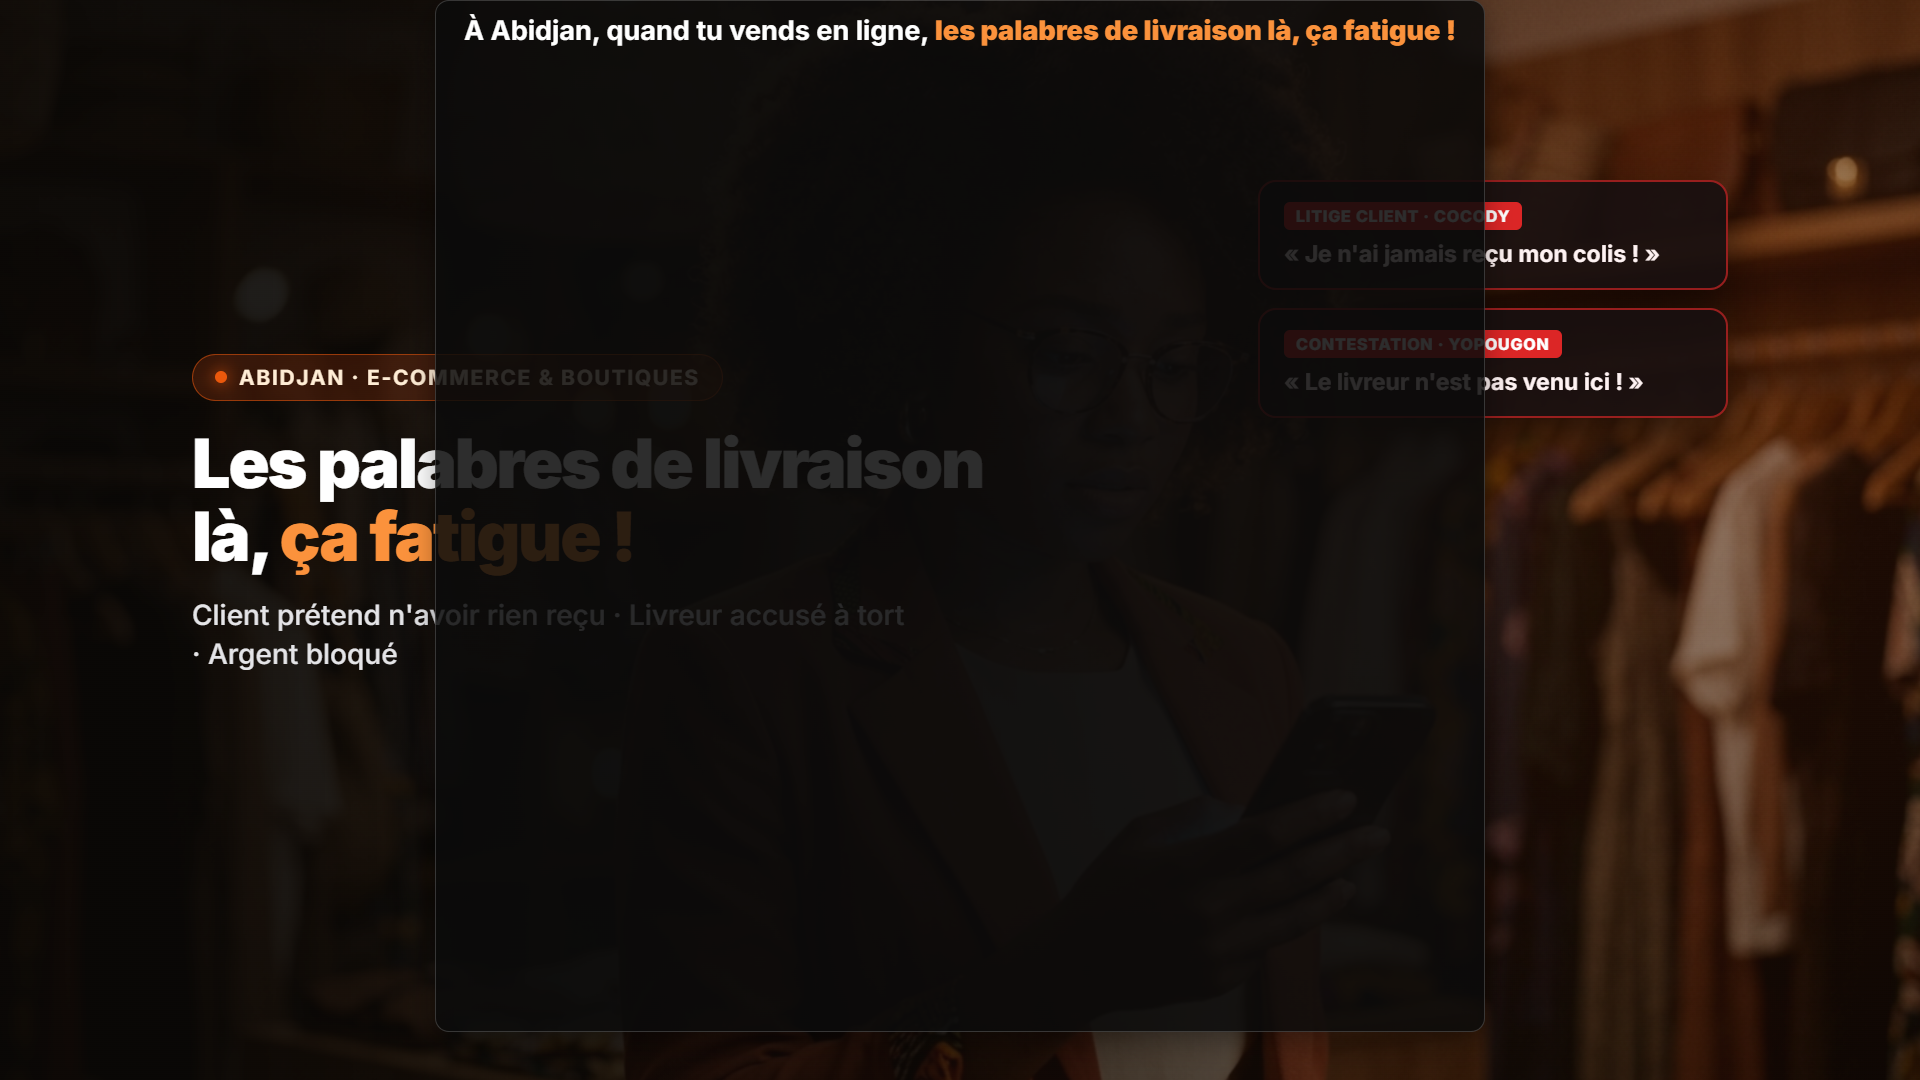 À Abidjan, quand tu vends en ligne, les palabres de livraison là, ça fatigue !
LITIGE CLIENT · COCODY
« Je n'ai jamais reçu mon colis ! »
CONTESTATION · YOPOUGON
« Le livreur n'est pas venu ici ! »
ABIDJAN · E-COMMERCE & BOUTIQUES
Les palabres de livraison
là, ça fatigue !
Client prétend n'avoir rien reçu · Livreur accusé à tort
· Argent bloqué